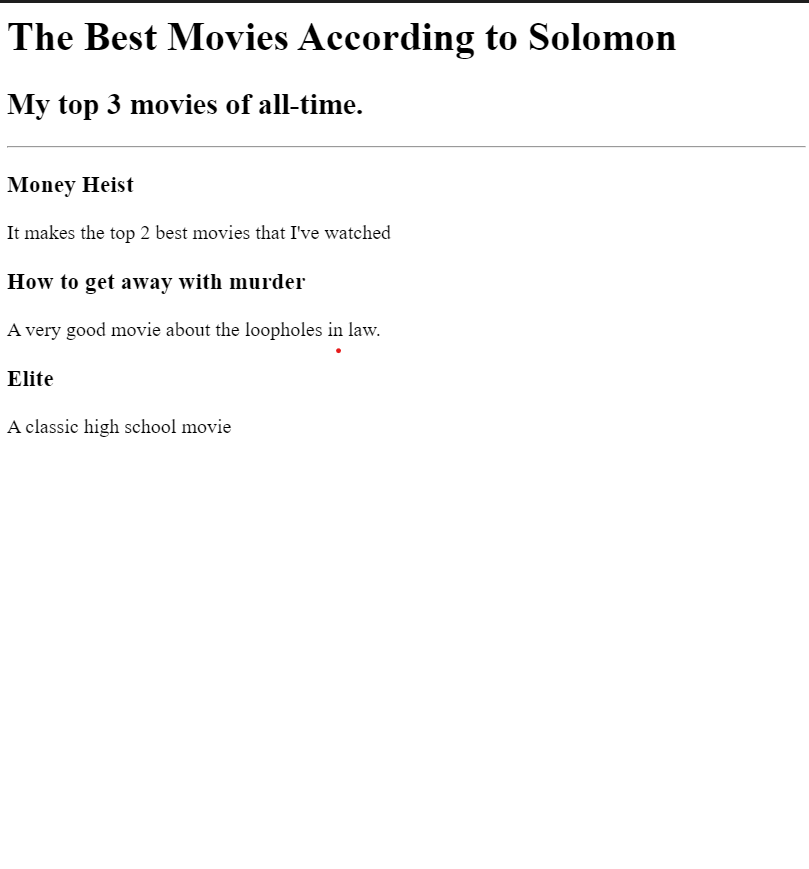 The Best Movies According to Solomon
My top 3 movies of all-time.
Money Heist
It makes the top 2 best movies that I've watched
How to get away with murder
A very good movie about the loopholes in law.
Elite
A classic high school movie